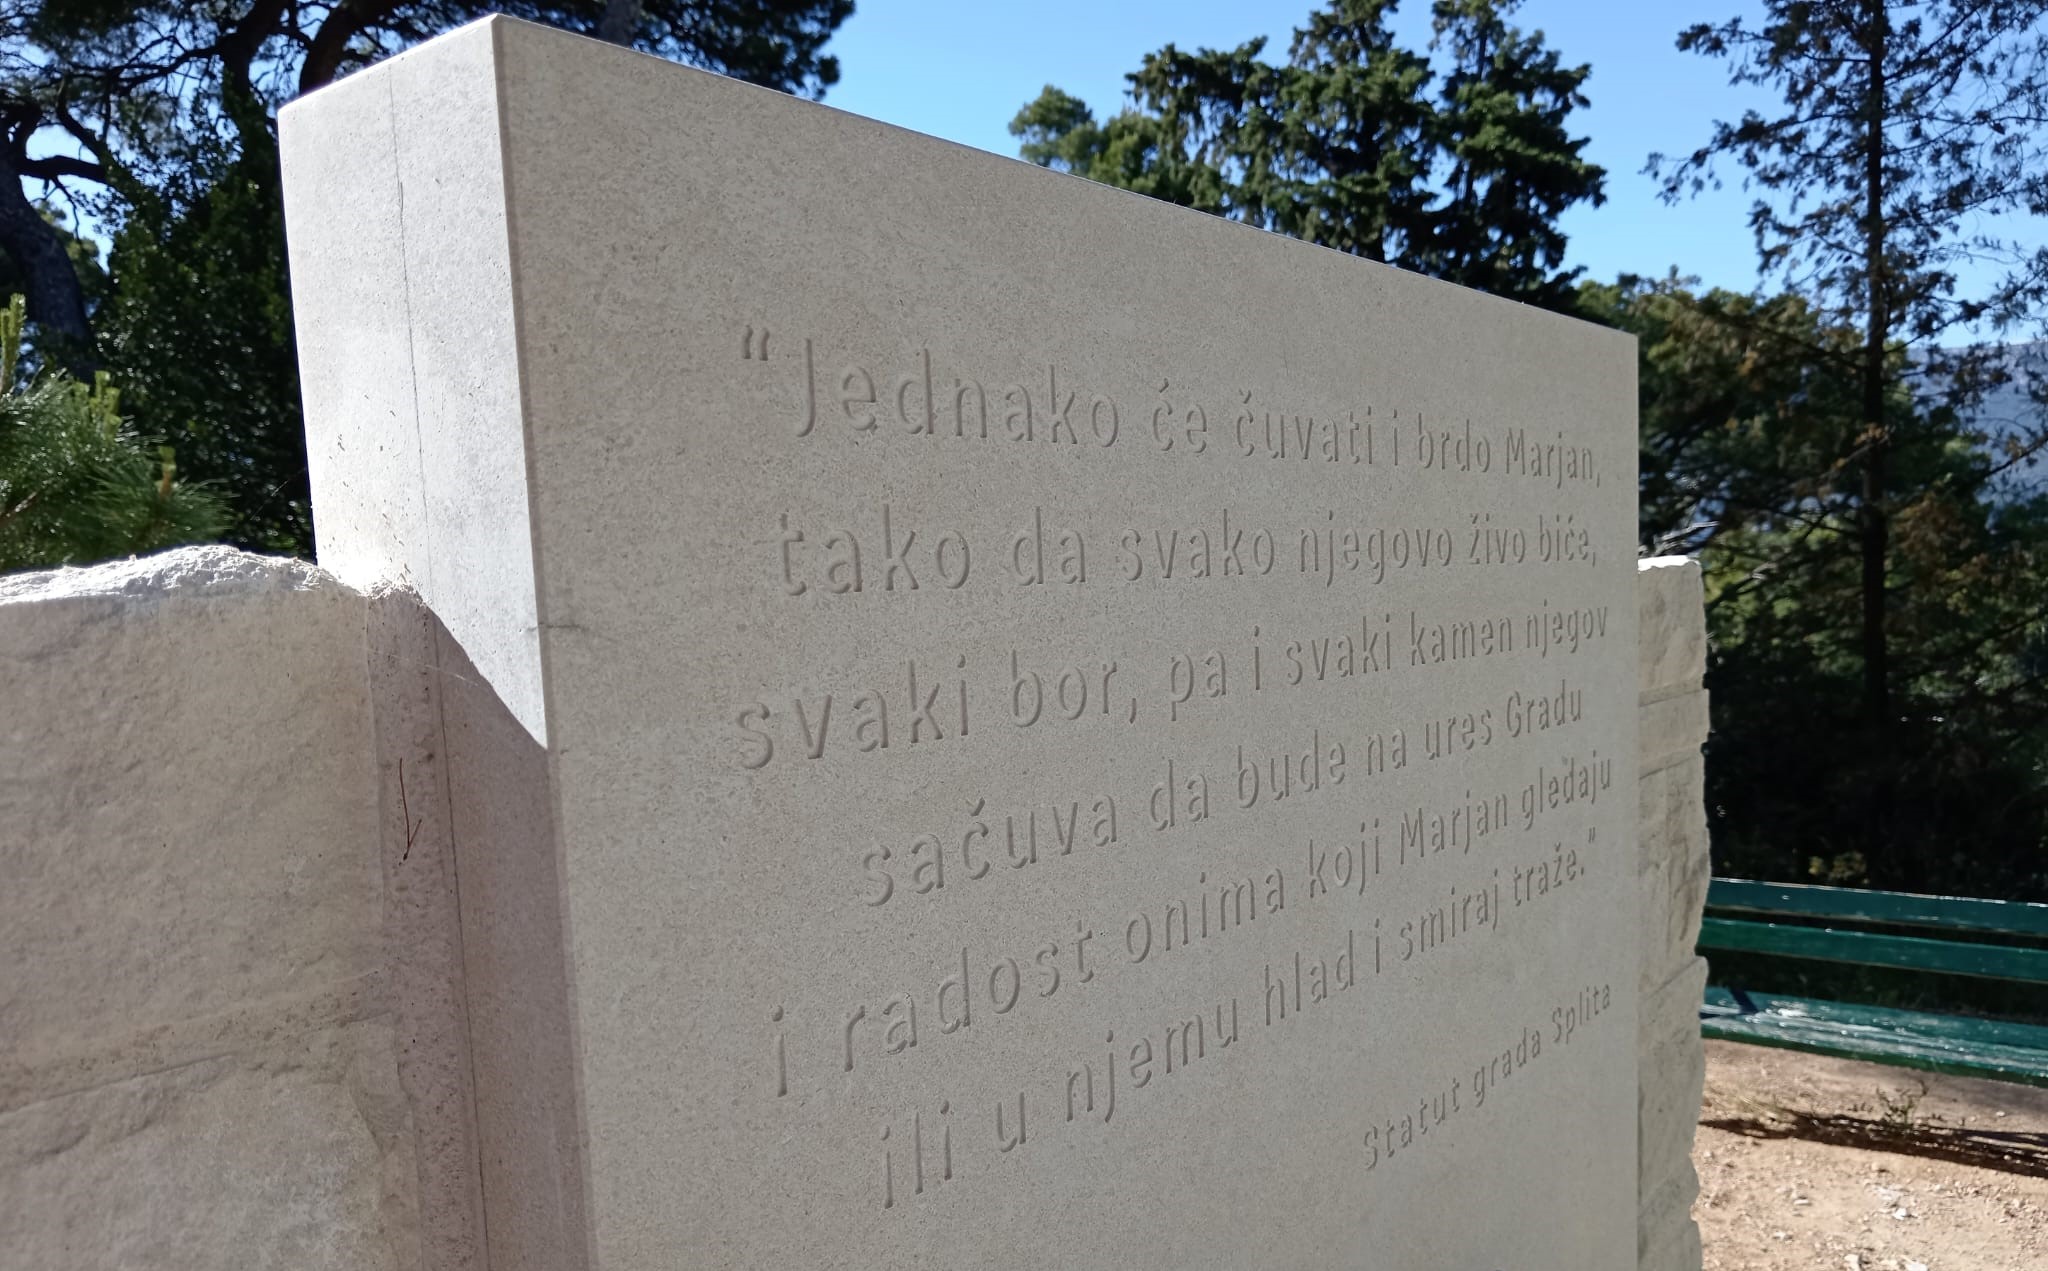 “Jednako će čuvati i brdo Marjan,
tako da svako njegovo živo biće,
svaki bor, pa i svaki kamen njegov
sačuva da bude na ures Gradu
i radost onima koji Marjan gledaju
ili u njemu hlad i smiraj traže.”
Statut grada Splita